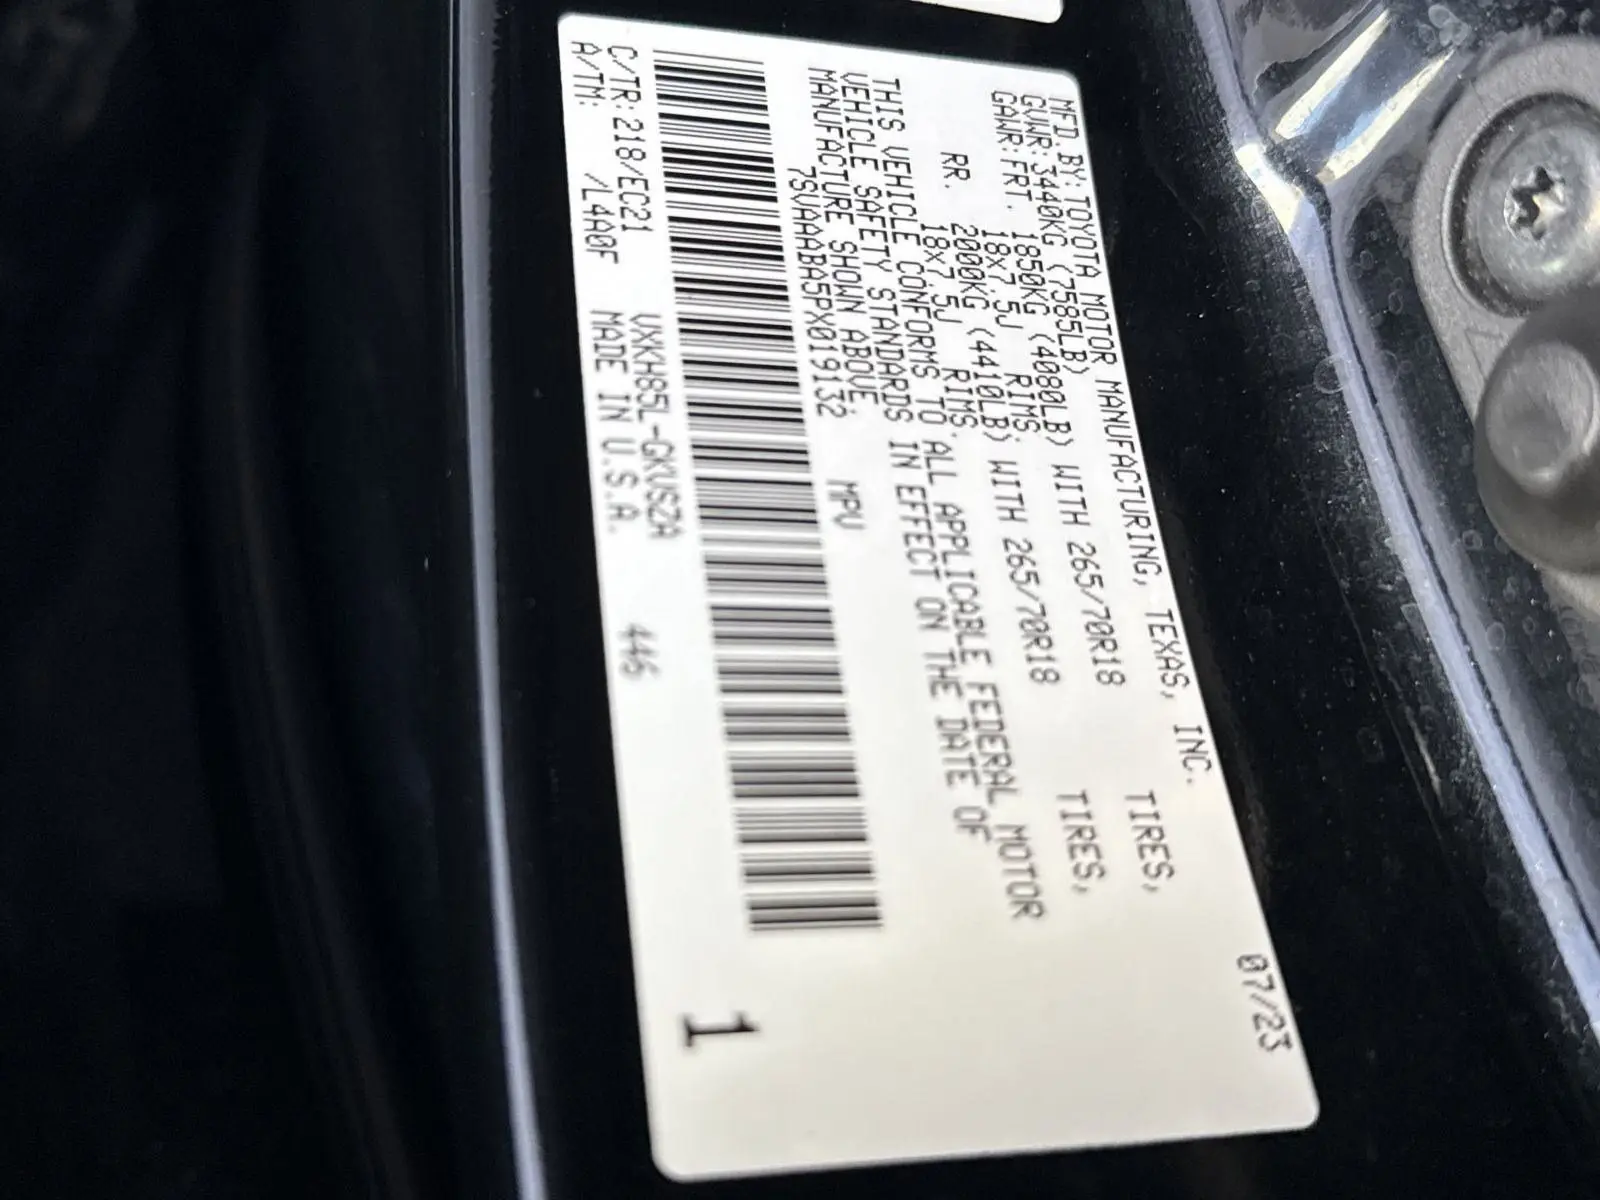 MFD. BY: TOYOTA MOTOR MANUFACTURING, TEXAS, INC. 07/23
GVWR: 3440KG (7585LB)
GAWR: FRT. 1850KG (4080LB) WITH 265/70R18 TIRES,
18x7.5J RIMS;
RR. 2000KG (4410LB) WITH 265/70R18 TIRES,
18x7.5J RIMS.
THIS VEHICLE CONFORMS TO ALL APPLICABLE FEDERAL MOTOR
VEHICLE SAFETY STANDARDS IN EFFECT ON THE DATE OF
MANUFACTURE SHOWN ABOVE.
7SVAAABA5PX019132 MPV
C/TR: 218/EC21 VXKH85L-GKVSZA 446
A/TM: /L4A0F MADE IN U.S.A.
1